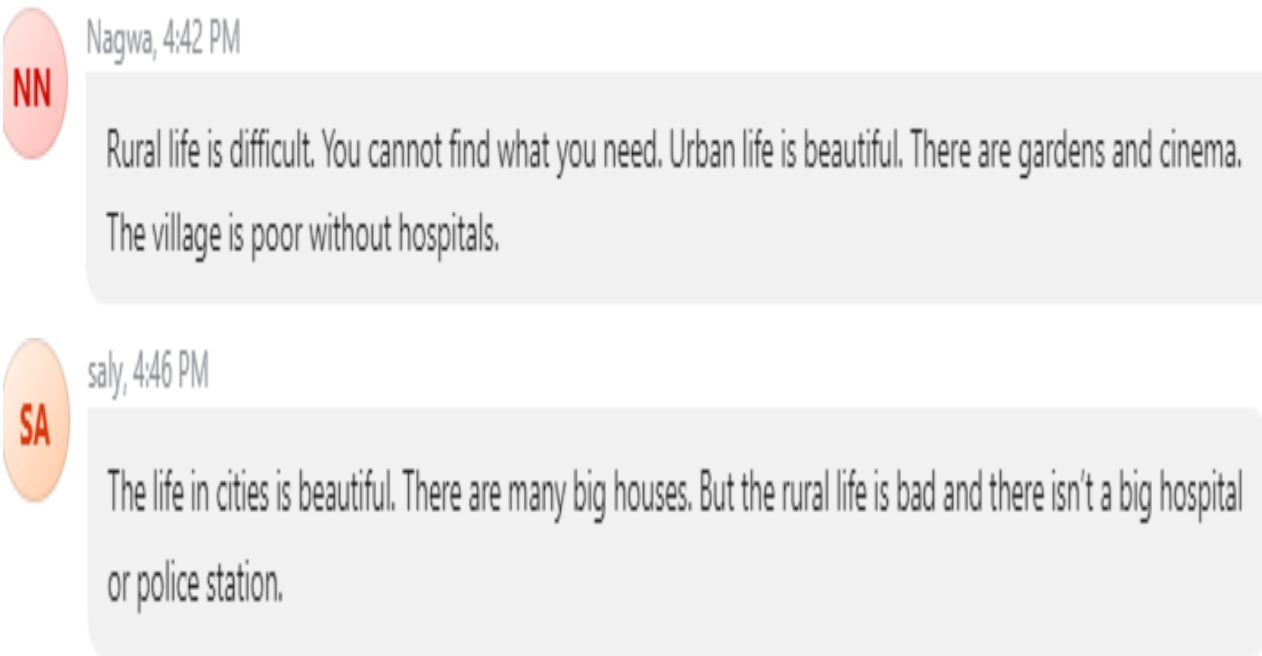 Nagwa, 4:42 PM
NN
Rural life is difficult. You cannot find what you need. Urban life is beautiful. There are gardens and cinema.
The village is poor without hospitals.
saly, 4:46 PM
SA
The life in cities is beautiful. There are many big houses. But the rural life is bad and there isn't a big hospital
or police station.